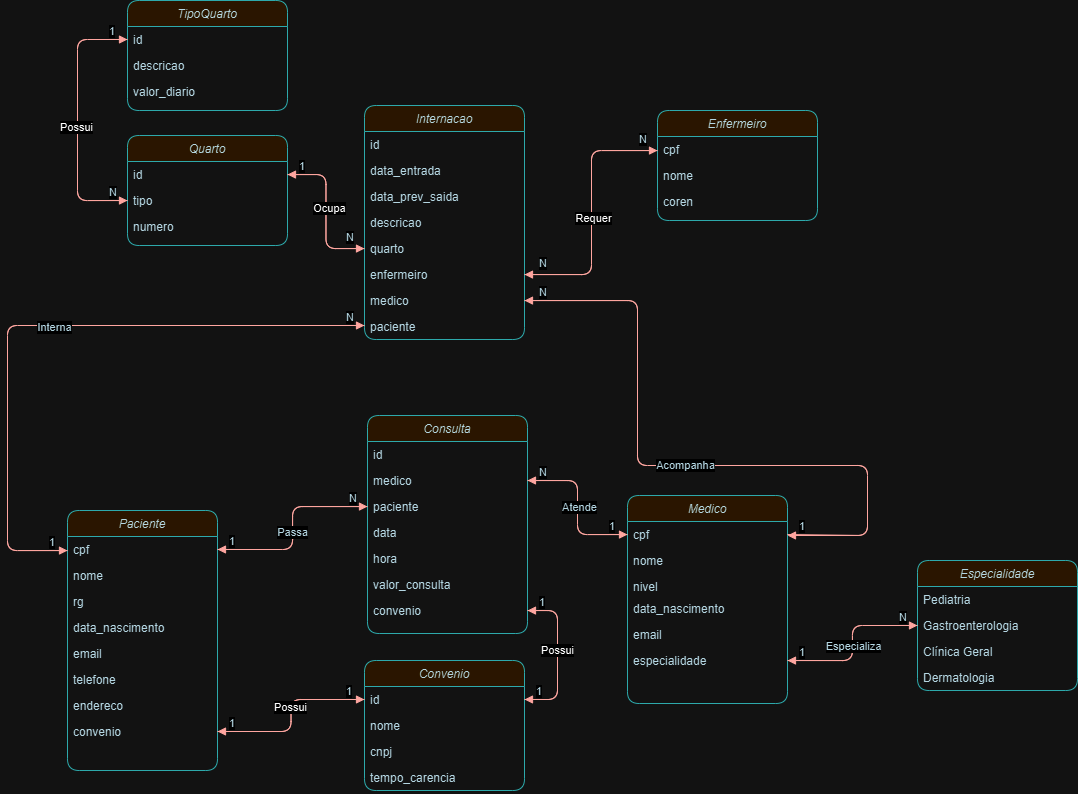 TipoQuarto
id
descricao
valor_diario
1
Possui
N
Quarto
id
tipo
numero
1
Ocupa
N
Internacao
id
data_entrada
data_prev_saida
descricao
quarto
enfermeiro
medico
paciente
Enfermeiro
cpf
nome
coren
N
Requer
N
N
Acompanha
1
N
Interna
1
Consulta
id
medico
paciente
data
hora
valor_consulta
convenio
N
Atende
1
N
Passa
1
Paciente
cpf
nome
rg
data_nascimento
email
telefone
endereco
convenio
Medico
cpf
nome
nivel
data_nascimento
email
especialidade
Especialidade
Pediatria
Gastroenterologia
Clínica Geral
Dermatologia
N
Especializa
1
1
Possui
1
Convenio
id
nome
cnpj
tempo_carencia
1
Possui
1